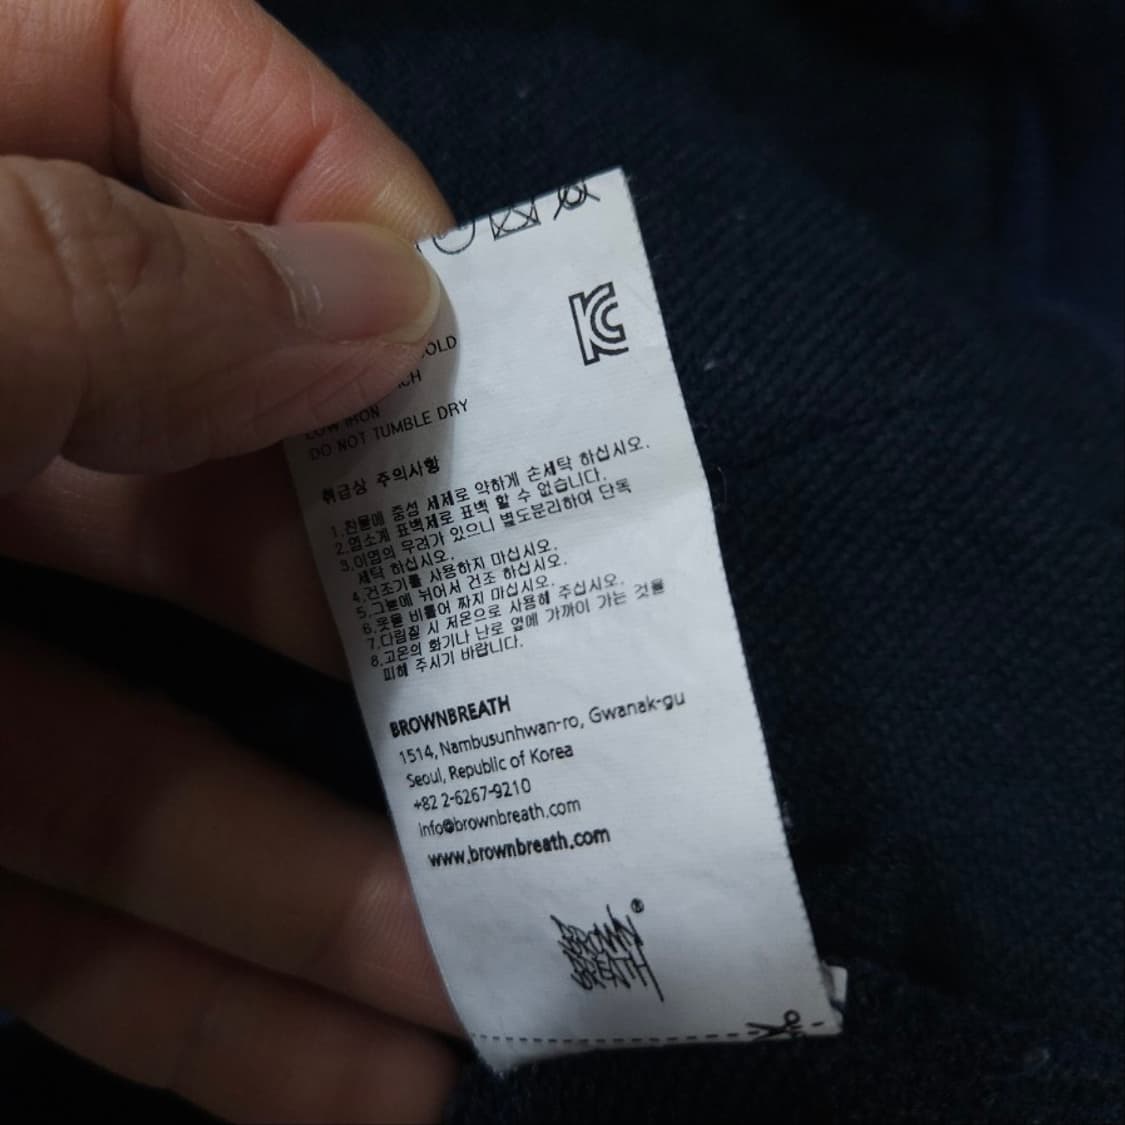 KC
OLD
CH
LOW IRON
DO NOT TUMBLE DRY
취급상 주의사항
1.찬물에 중성 세제로 약하게 손세탁 하십시오.
2.염소계 표백제로 표백 할 수 없습니다.
3.이염의 우려가 있으니 별도분리하여 단독
세탁 하십시오.
4.건조기를 사용하지 마십시오.
5.그늘에 뉘어서 건조 하십시오.
6.옷을 비틀어 짜지 마십시오.
7.다림질 시 저온으로 사용해 주십시오.
8.고온의 화기나 난로 옆에 가까이 가는 것을
피해 주시기 바랍니다.
BROWNBREATH
1514, Nambusunhwan-ro, Gwanak-gu
Seoul, Republic of Korea
+82 2-6267-9210
info@brownbreath.com
www.brownbreath.com
BROWN
BREATH
®